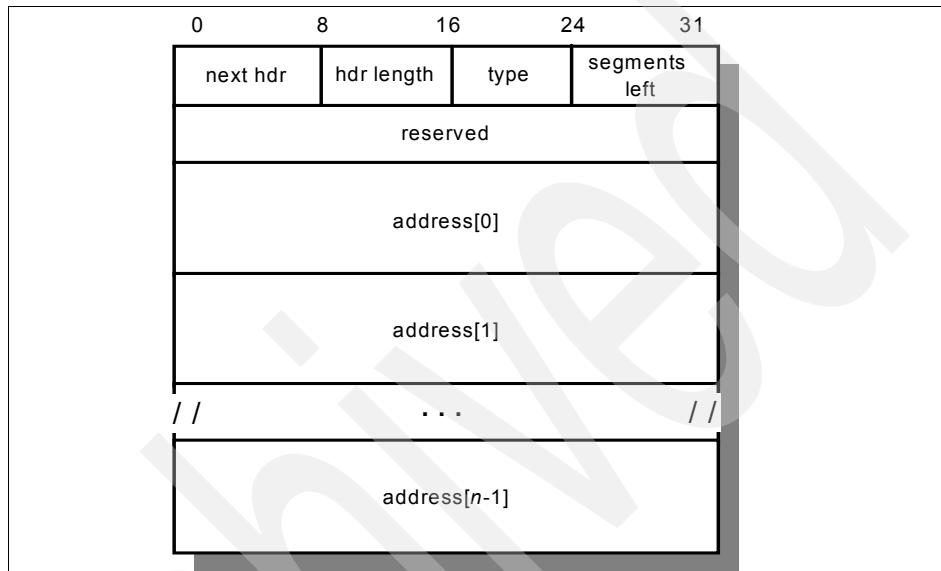 0 8 16 24 31
next hdr hdr length type segments left
reserved
address[0]
address[1]
/ / . . . / /
address[n-1]
hived